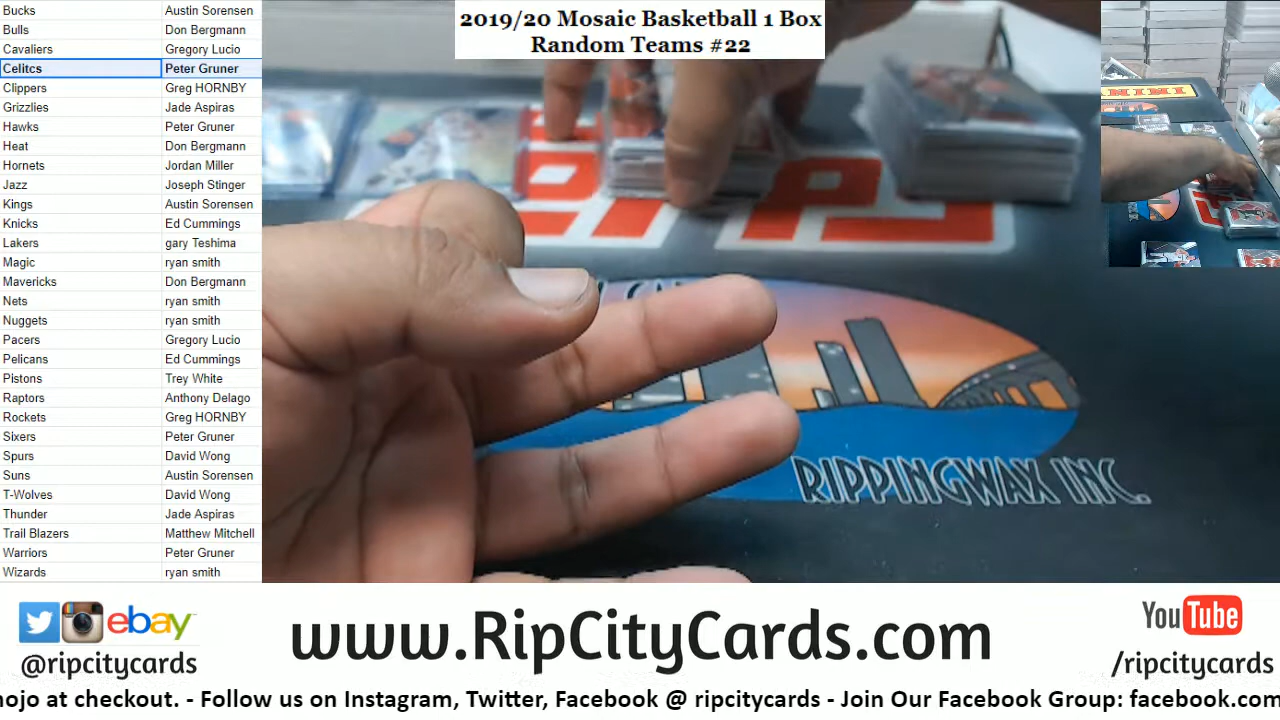 Bucks Austin Sorensen
Bulls Don Bergmann
Cavaliers Gregory Lucio
Celitcs Peter Gruner
Clippers Greg HORNBY
Grizzlies Jade Aspiras
Hawks Peter Gruner
Heat Don Bergmann
Hornets Jordan Miller
Jazz Joseph Stinger
Kings Austin Sorensen
Knicks Ed Cummings
Lakers gary Teshima
Magic ryan smith
Mavericks Don Bergmann
Nets ryan smith
Nuggets ryan smith
Pacers Gregory Lucio
Pelicans Ed Cummings
Pistons Trey White
Raptors Anthony Delago
Rockets Greg HORNBY
Sixers Peter Gruner
Spurs David Wong
Suns Austin Sorensen
T-Wolves David Wong
Thunder Jade Aspiras
Trail Blazers Matthew Mitchell
Warriors Peter Gruner
Wizards ryan smith
2019/20 Mosaic Basketball 1 Box
Random Teams #22
RIPPINGWAX INC.
ebay
@ripcitycards
www.RipCityCards.com
YouTube
/ripcitycards
mojo at checkout. - Follow us on Instagram, Twitter, Facebook @ ripcitycards - Join Our Facebook Group: facebook.com